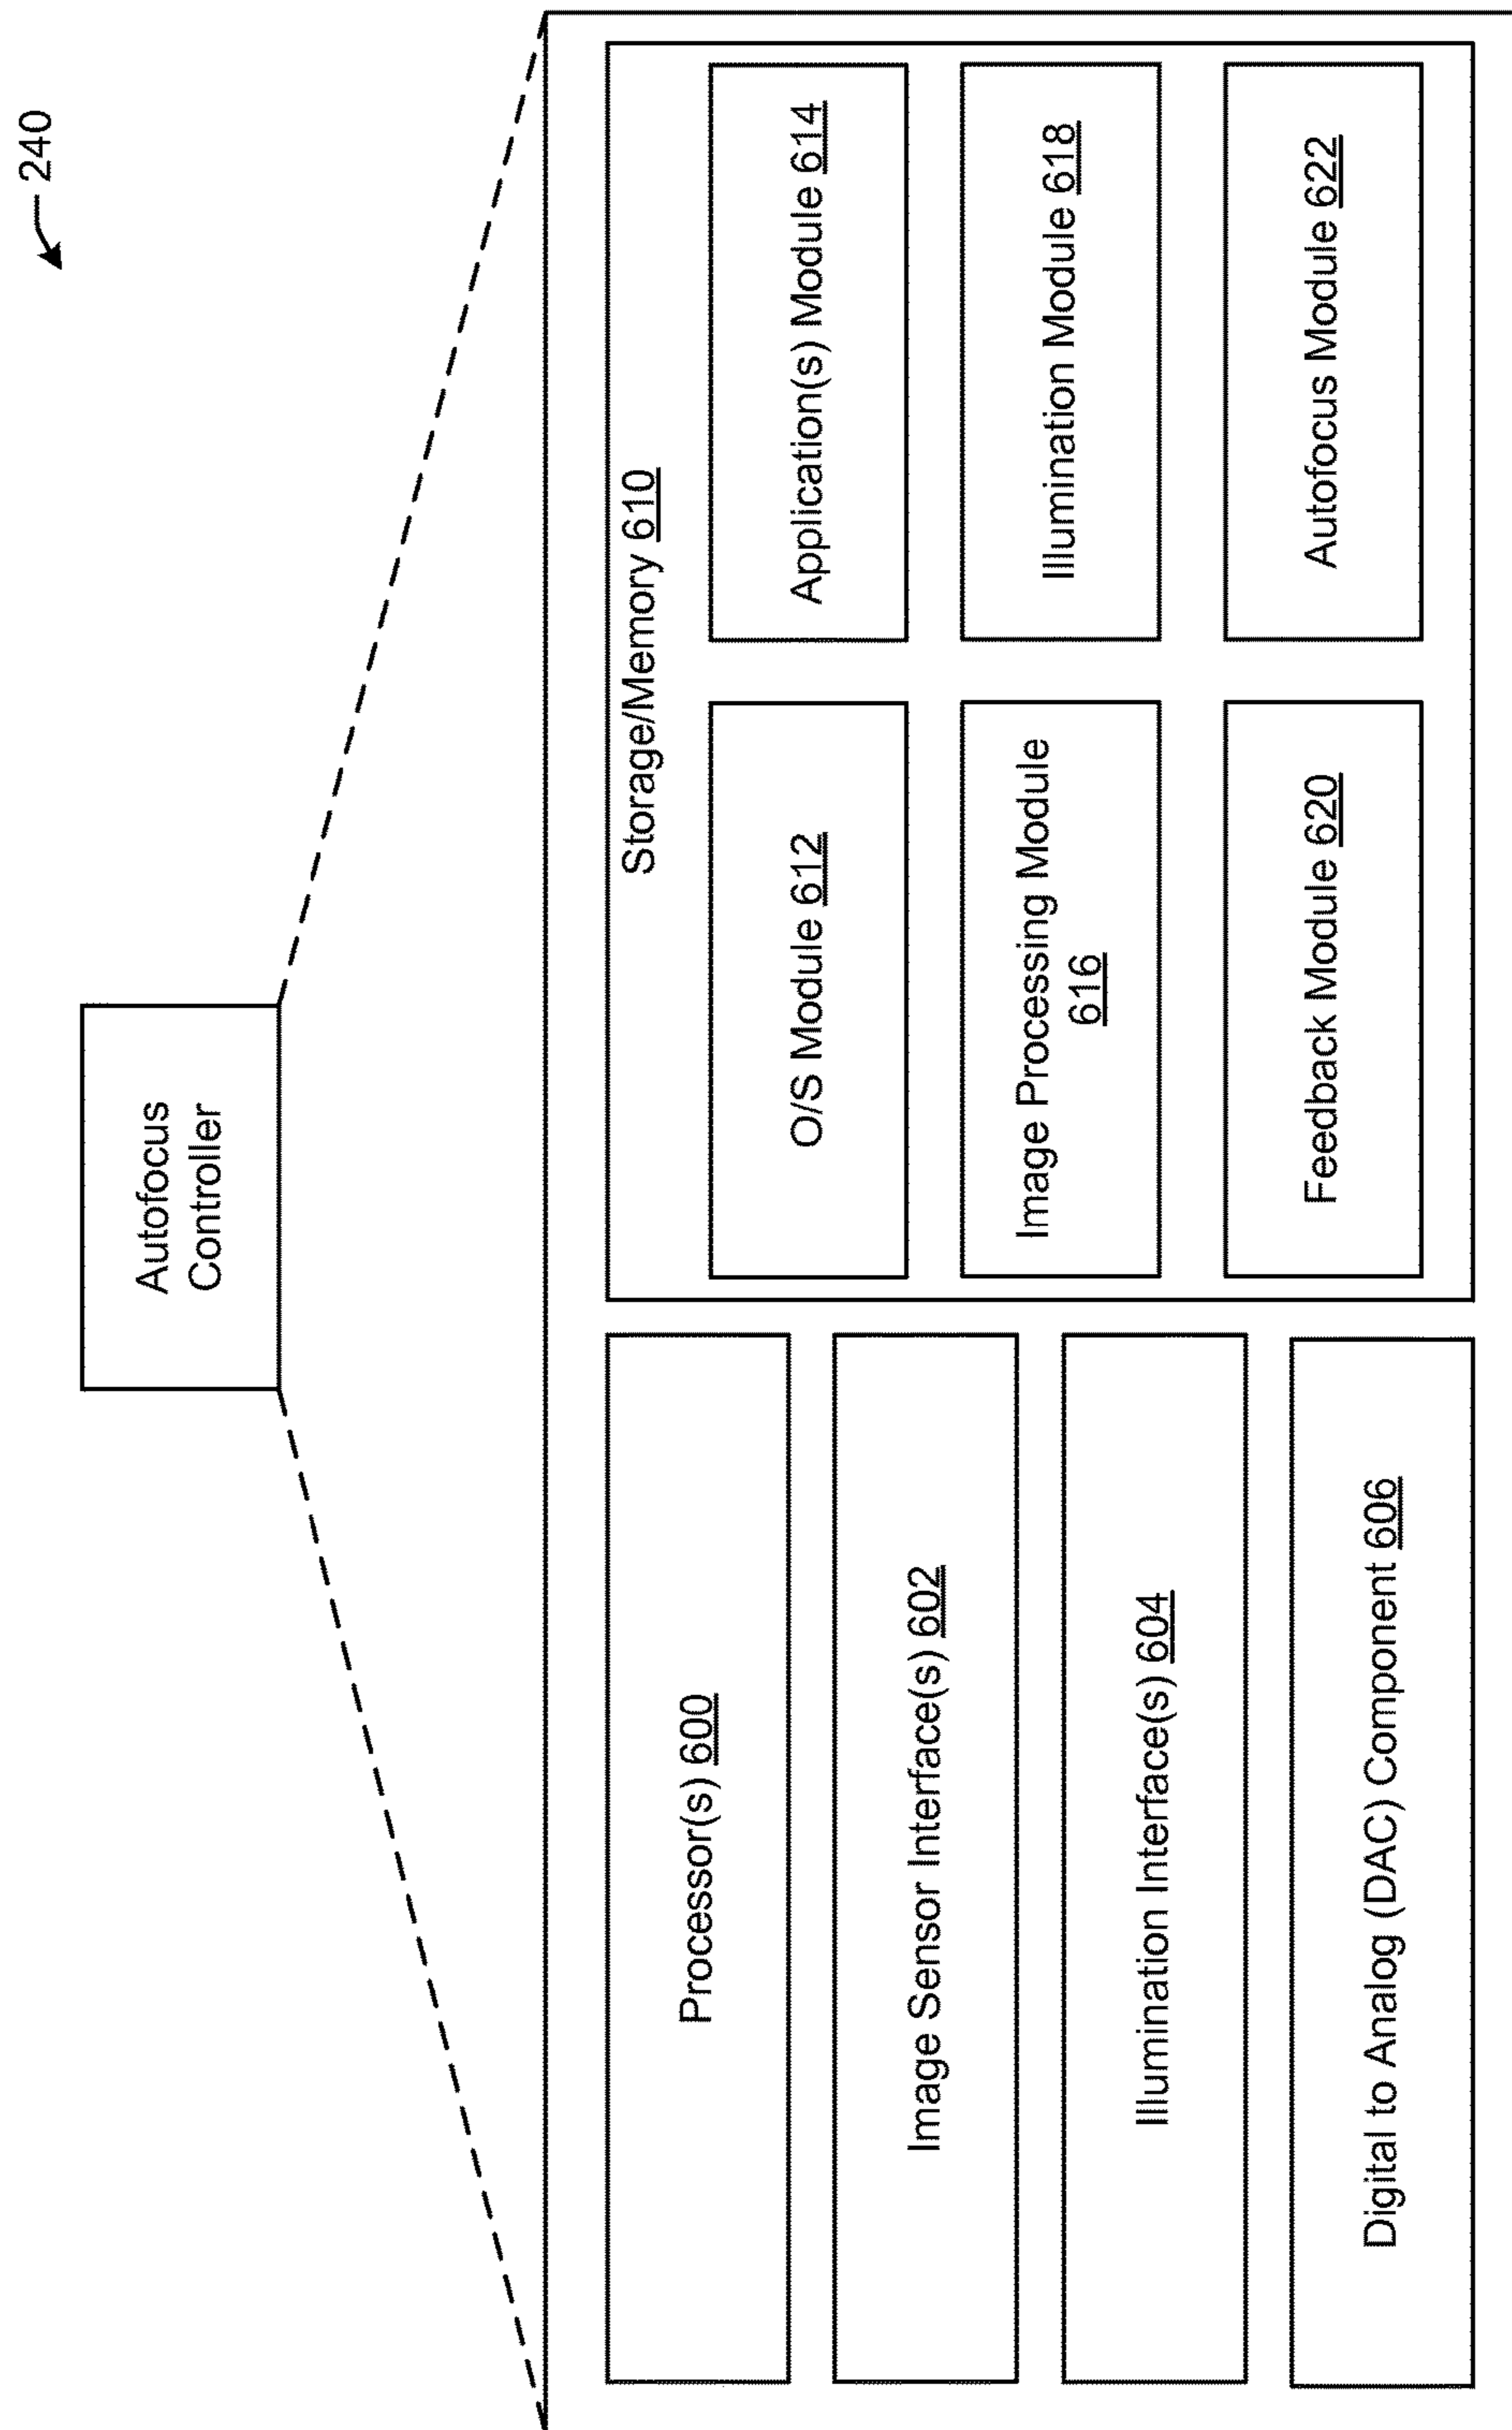 240
Autofocus
Controller
Processor(s) 600
Image Sensor Interface(s) 602
Illumination Interface(s) 604
Digital to Analog (DAC) Component 606
Storage/Memory 610
O/S Module 612
Application(s) Module 614
Image Processing Module
616
Illumination Module 618
Feedback Module 620
Autofocus Module 622